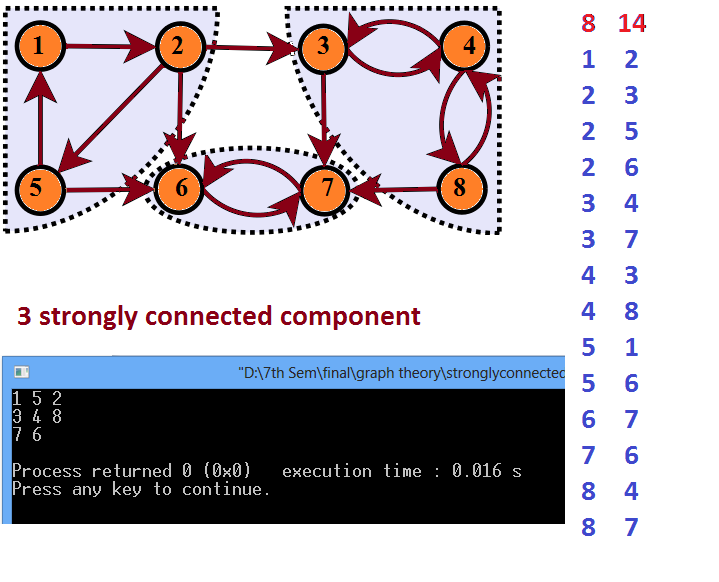 1 2 3 4
5 6 7 8
3 strongly connected component
"D:\7th Sem\final\graph theory\stronglyconnected
1 5 2
3 4 8
7 6
Process returned 0 (0x0)   execution time : 0.016 s
Press any key to continue.
8 14
1 2
2 3
2 5
2 6
3 4
3 7
4 3
4 8
5 1
5 6
6 7
7 6
8 4
8 7